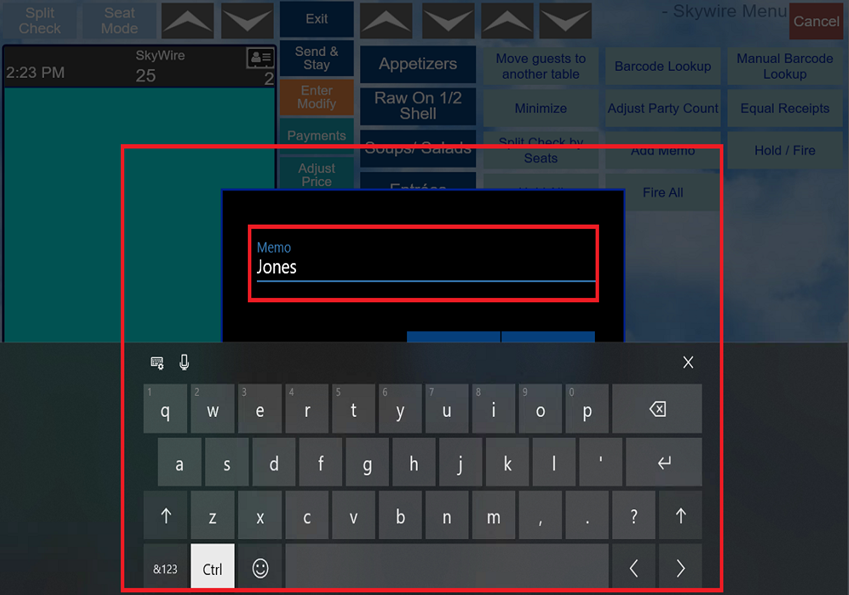 Split
Check
Seat
Mode
Exit
- Skywire Menu
Cancel
2:23 PM
SkyWire
25
2
Send &
Stay
Enter
Modify
Payments
Adjust
Price
Appetizers
Raw On 1/2
Shell
Soups/ Salads
Entrées
Move guests to
another table
Barcode Lookup
Manual Barcode
Lookup
Minimize
Adjust Party Count
Equal Receipts
Split Check by
Seats
Add Memo
Hold / Fire
Fire All
Memo
Jones
1 2 3 4 5 6 7 8 9 0
q w e r t y u i o p
a s d f g h j k l '
z x c v b n m , . ?
&123 Ctrl